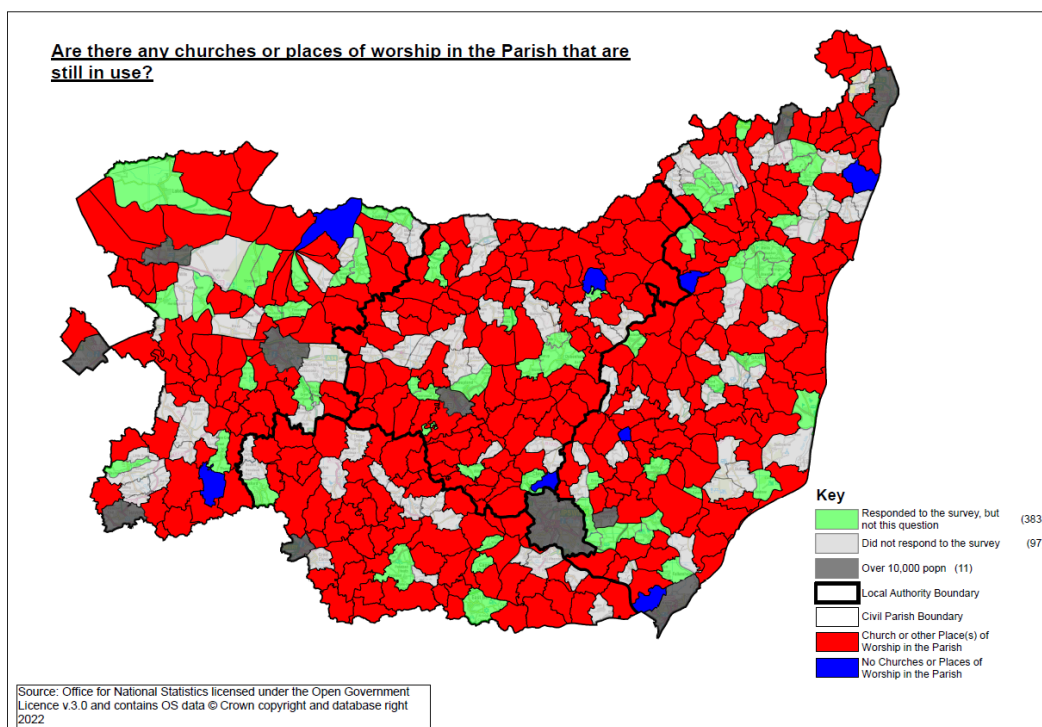 Are there any churches or places of worship in the Parish that are
still in use?
Key
Responded to the survey, but
not this question (383
Did not respond to the survey (97
Over 10,000 popn (11)
Local Authority Boundary
Civil Parish Boundary
Church or other Place(s) of
Worship in the Parish
No Churches or Places of
Worship in the Parish
Source: Office for National Statistics licensed under the Open Government
Licence v.3.0 and contains OS data © Crown copyright and database right
2022